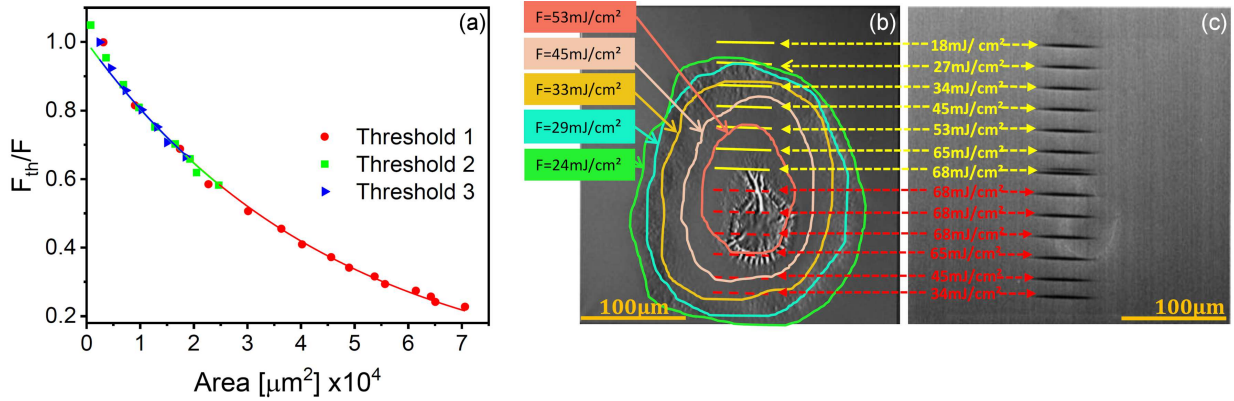 (a)
1.0
0.8
0.6
0.4
0.2
F_th/F
0 1 2 3 4 5 6 7
Area [μm²] x10⁴
Threshold 1
Threshold 2
Threshold 3
(b)
F=53mJ/cm²
F=45mJ/cm²
F=33mJ/cm²
F=29mJ/cm²
F=24mJ/cm²
100μm
18mJ/ cm²
27mJ/cm²
34mJ/cm²
45mJ/cm²
53mJ/cm²
65mJ/cm²
68mJ/cm²
68mJ/cm²
68mJ/cm²
68mJ/cm²
65mJ/cm²
45mJ/cm²
34mJ/cm²
(c)
100μm